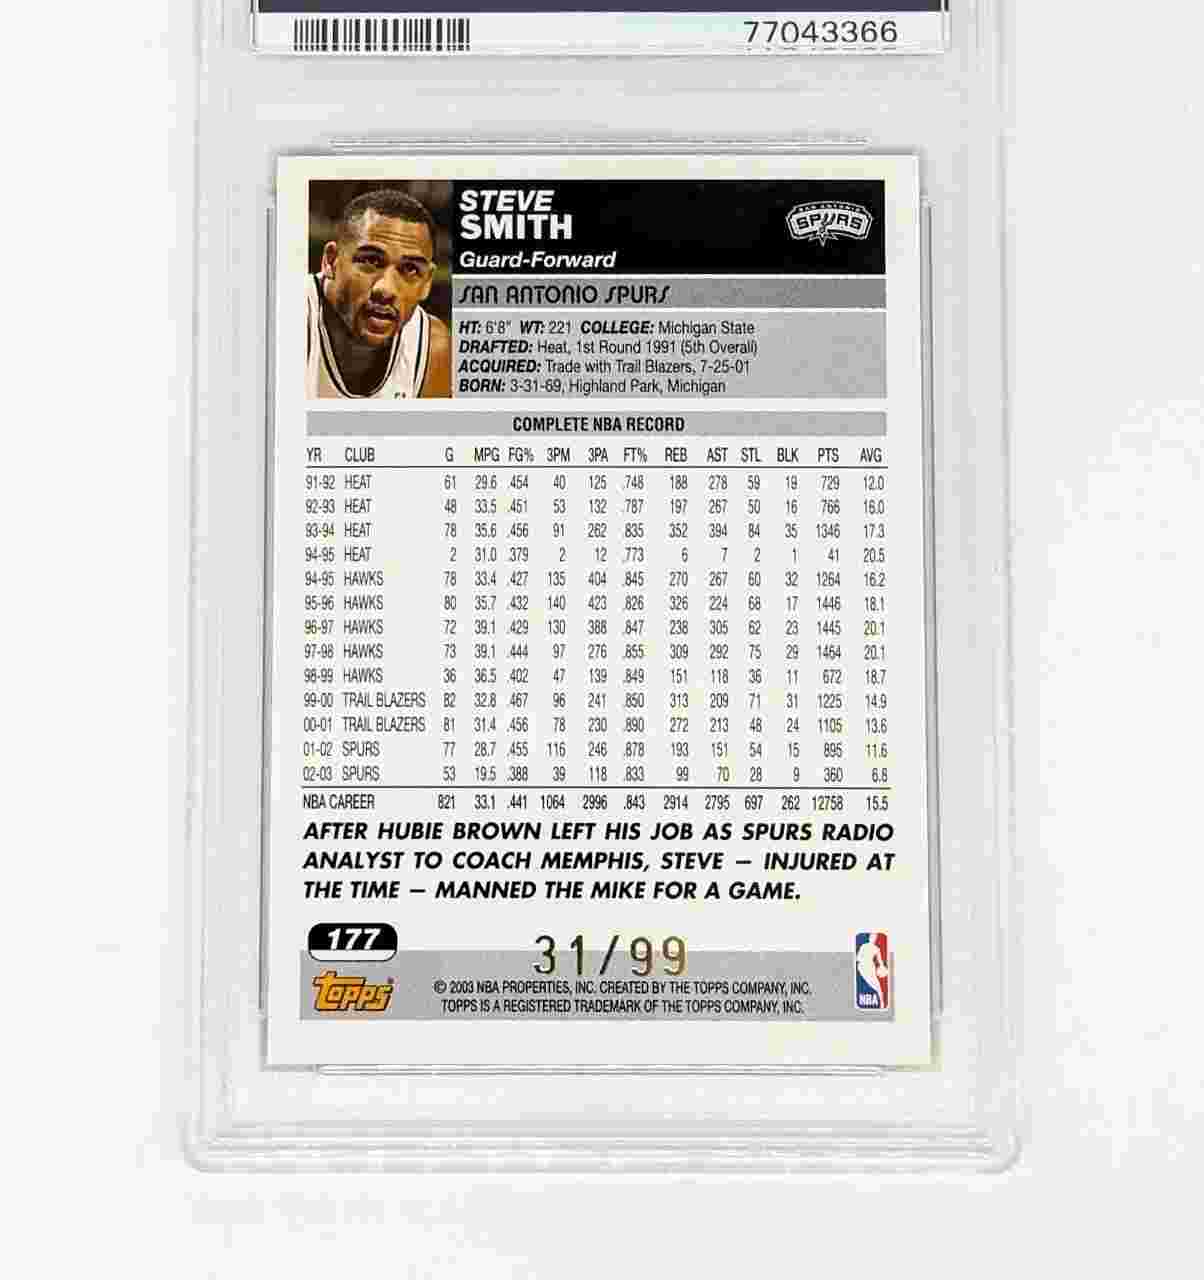 77043366
STEVE
SMITH
Guard-Forward
SAN ANTONIO
SPURS
SAN ANTONIO SPURS
HT: 6'8" WT: 221 COLLEGE: Michigan State
DRAFTED: Heat, 1st Round 1991 (5th Overall)
ACQUIRED: Trade with Trail Blazers, 7-25-01
BORN: 3-31-69, Highland Park, Michigan
COMPLETE NBA RECORD
YR CLUB G MPG FG% 3PM 3PA FT% REB AST STL BLK PTS AVG
91-92 HEAT 61 29.6 .454 40 125 .748 188 278 59 19 729 12.0
92-93 HEAT 48 33.5 .451 53 132 .787 197 267 50 16 766 16.0
93-94 HEAT 78 35.6 .456 91 262 .835 352 394 84 35 1346 17.3
94-95 HEAT 2 31.0 .379 2 12 .773 6 7 2 1 41 20.5
94-95 HAWKS 78 33.4 .427 135 404 .845 270 267 60 32 1264 16.2
95-96 HAWKS 80 35.7 .432 140 423 .826 326 224 68 17 1446 18.1
96-97 HAWKS 72 39.1 .429 130 388 .847 238 305 62 23 1445 20.1
97-98 HAWKS 73 39.1 .444 97 276 .855 309 292 75 29 1464 20.1
98-99 HAWKS 36 36.5 .402 47 139 .849 151 118 36 11 672 18.7
99-00 TRAIL BLAZERS 82 32.8 .467 96 241 .850 313 209 71 31 1225 14.9
00-01 TRAIL BLAZERS 81 31.4 .456 78 230 .890 272 213 48 24 1105 13.6
01-02 SPURS 77 28.7 .455 116 246 .878 193 151 54 15 895 11.6
02-03 SPURS 53 19.5 .388 39 118 .833 99 70 28 9 360 6.8
NBA CAREER 821 33.1 .441 1064 2996 .843 2914 2795 697 262 12758 15.5
AFTER HUBIE BROWN LEFT HIS JOB AS SPURS RADIO
ANALYST TO COACH MEMPHIS, STEVE – INJURED AT
THE TIME – MANNED THE MIKE FOR A GAME.
177
31/99
Topps®
© 2003 NBA PROPERTIES, INC. CREATED BY THE TOPPS COMPANY, INC.
TOPPS IS A REGISTERED TRADEMARK OF THE TOPPS COMPANY, INC.
NBA